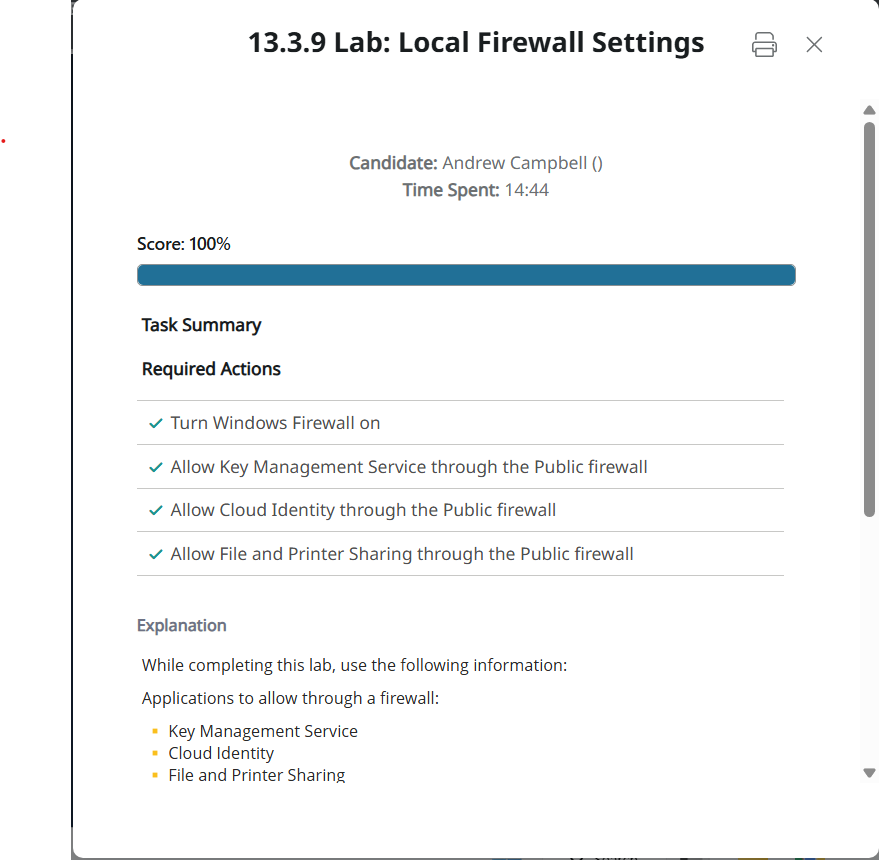 13.3.9 Lab: Local Firewall Settings
Candidate: Andrew Campbell ()
Time Spent: 14:44
Score: 100%
Task Summary
Required Actions
Turn Windows Firewall on
Allow Key Management Service through the Public firewall
Allow Cloud Identity through the Public firewall
Allow File and Printer Sharing through the Public firewall
Explanation
While completing this lab, use the following information:
Applications to allow through a firewall:
Key Management Service
Cloud Identity
File and Printer Sharing